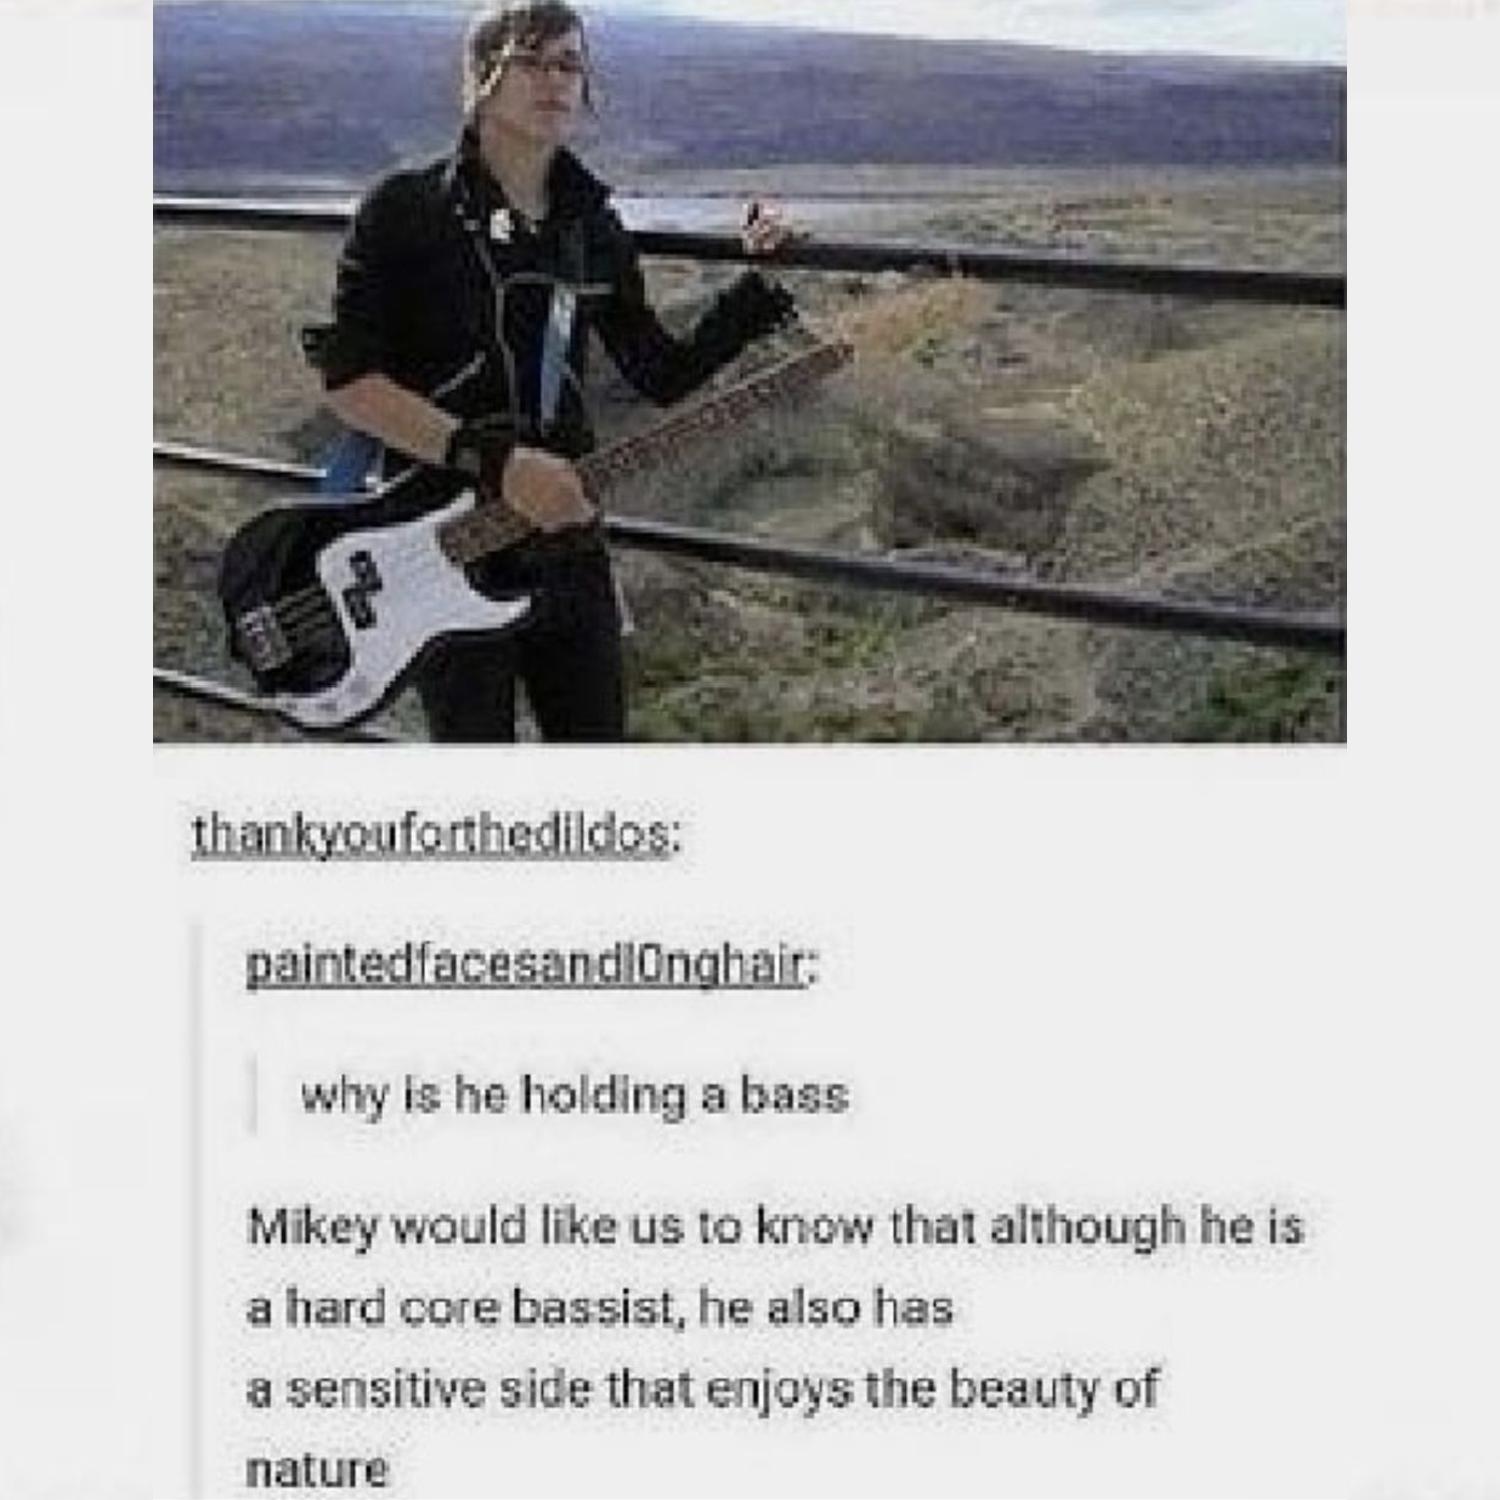 thankyouforthedildos:
paintedfacesandl0nghair:
why is he holding a bass
Mikey would like us to know that although he is
a hard core bassist, he also has
a sensitive side that enjoys the beauty of
nature